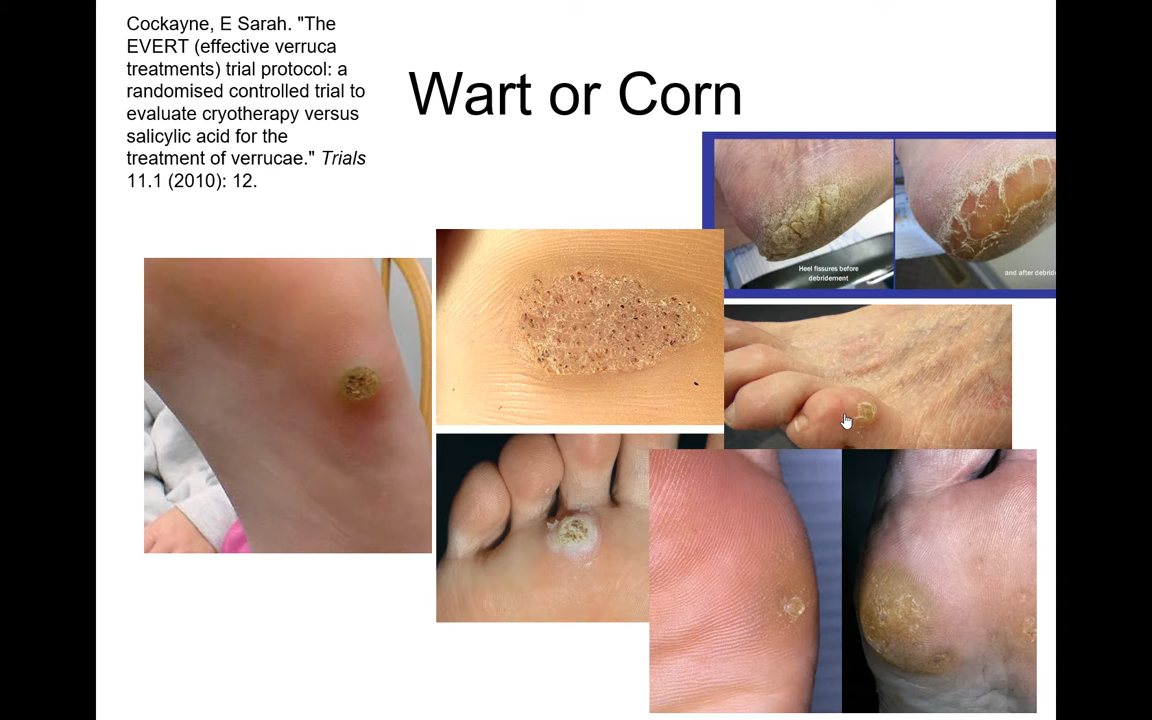 Cockayne, E Sarah. "The
EVERT (effective verruca
treatments) trial protocol: a
randomised controlled trial to
evaluate cryotherapy versus
salicylic acid for the
treatment of verrucae." Trials
11.1 (2010): 12.
Wart or Corn
Heel fissures before
debridement
and after debride